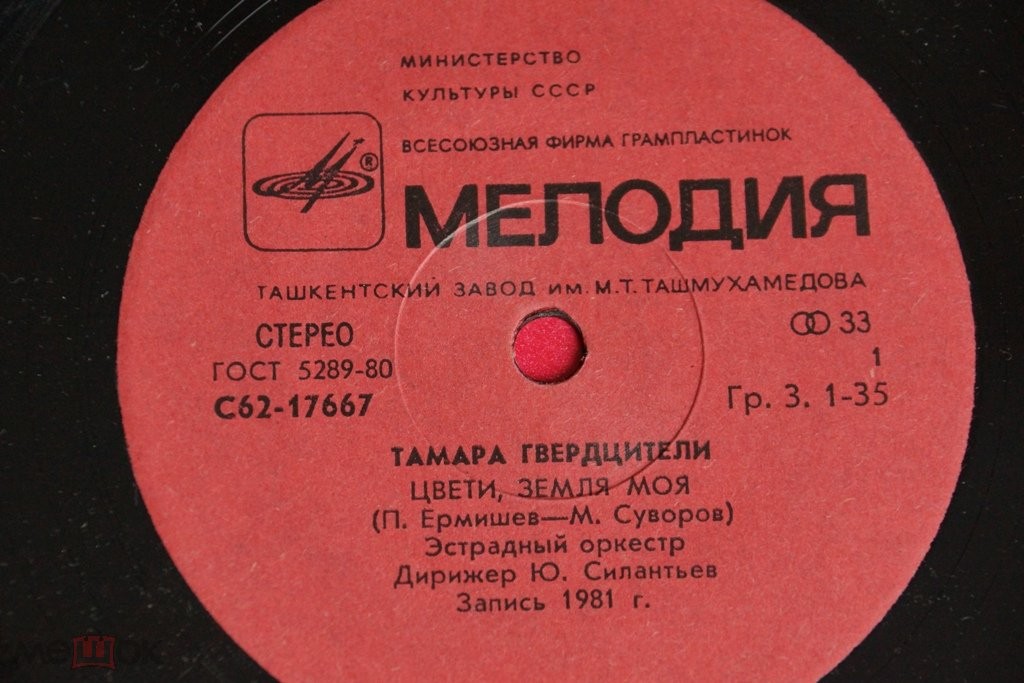 МИНИСТЕРСТВО
КУЛЬТУРЫ СССР
ВСЕСОЮЗНАЯ ФИРМА ГРАМПЛАСТИНОК
®
МЕЛОДИЯ
ТАШКЕНТСКИЙ ЗАВОД ИМ. М.Т. ТАШМУХАМЕДОВА
СТЕРЕО
ГОСТ 5289-80
С62-17667
33
1
Гр. 3. 1-35
ТАМАРА ГВЕРДЦИТЕЛИ
ЦВЕТИ, ЗЕМЛЯ МОЯ
(П. Ермишев—М. Суворов)
Эстрадный оркестр
Дирижер Ю. Силантьев
Запись 1981 г.
мешок